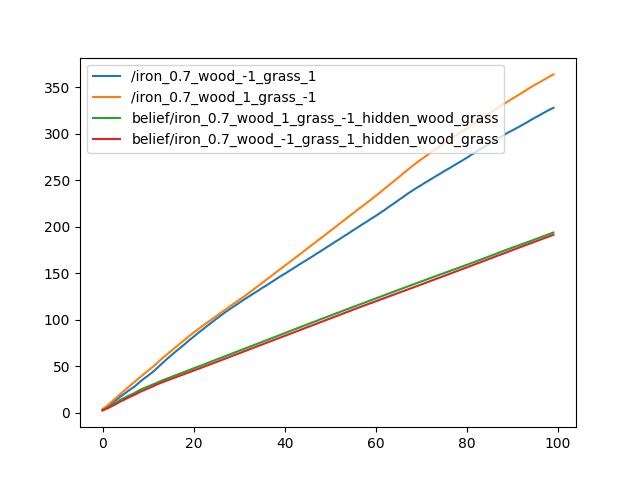 /iron_0.7_wood_-1_grass_1
/iron_0.7_wood_1_grass_-1
belief/iron_0.7_wood_1_grass_-1_hidden_wood_grass
belief/iron_0.7_wood_-1_grass_1_hidden_wood_grass
350
300
250
200
150
100
50
0
0 20 40 60 80 100